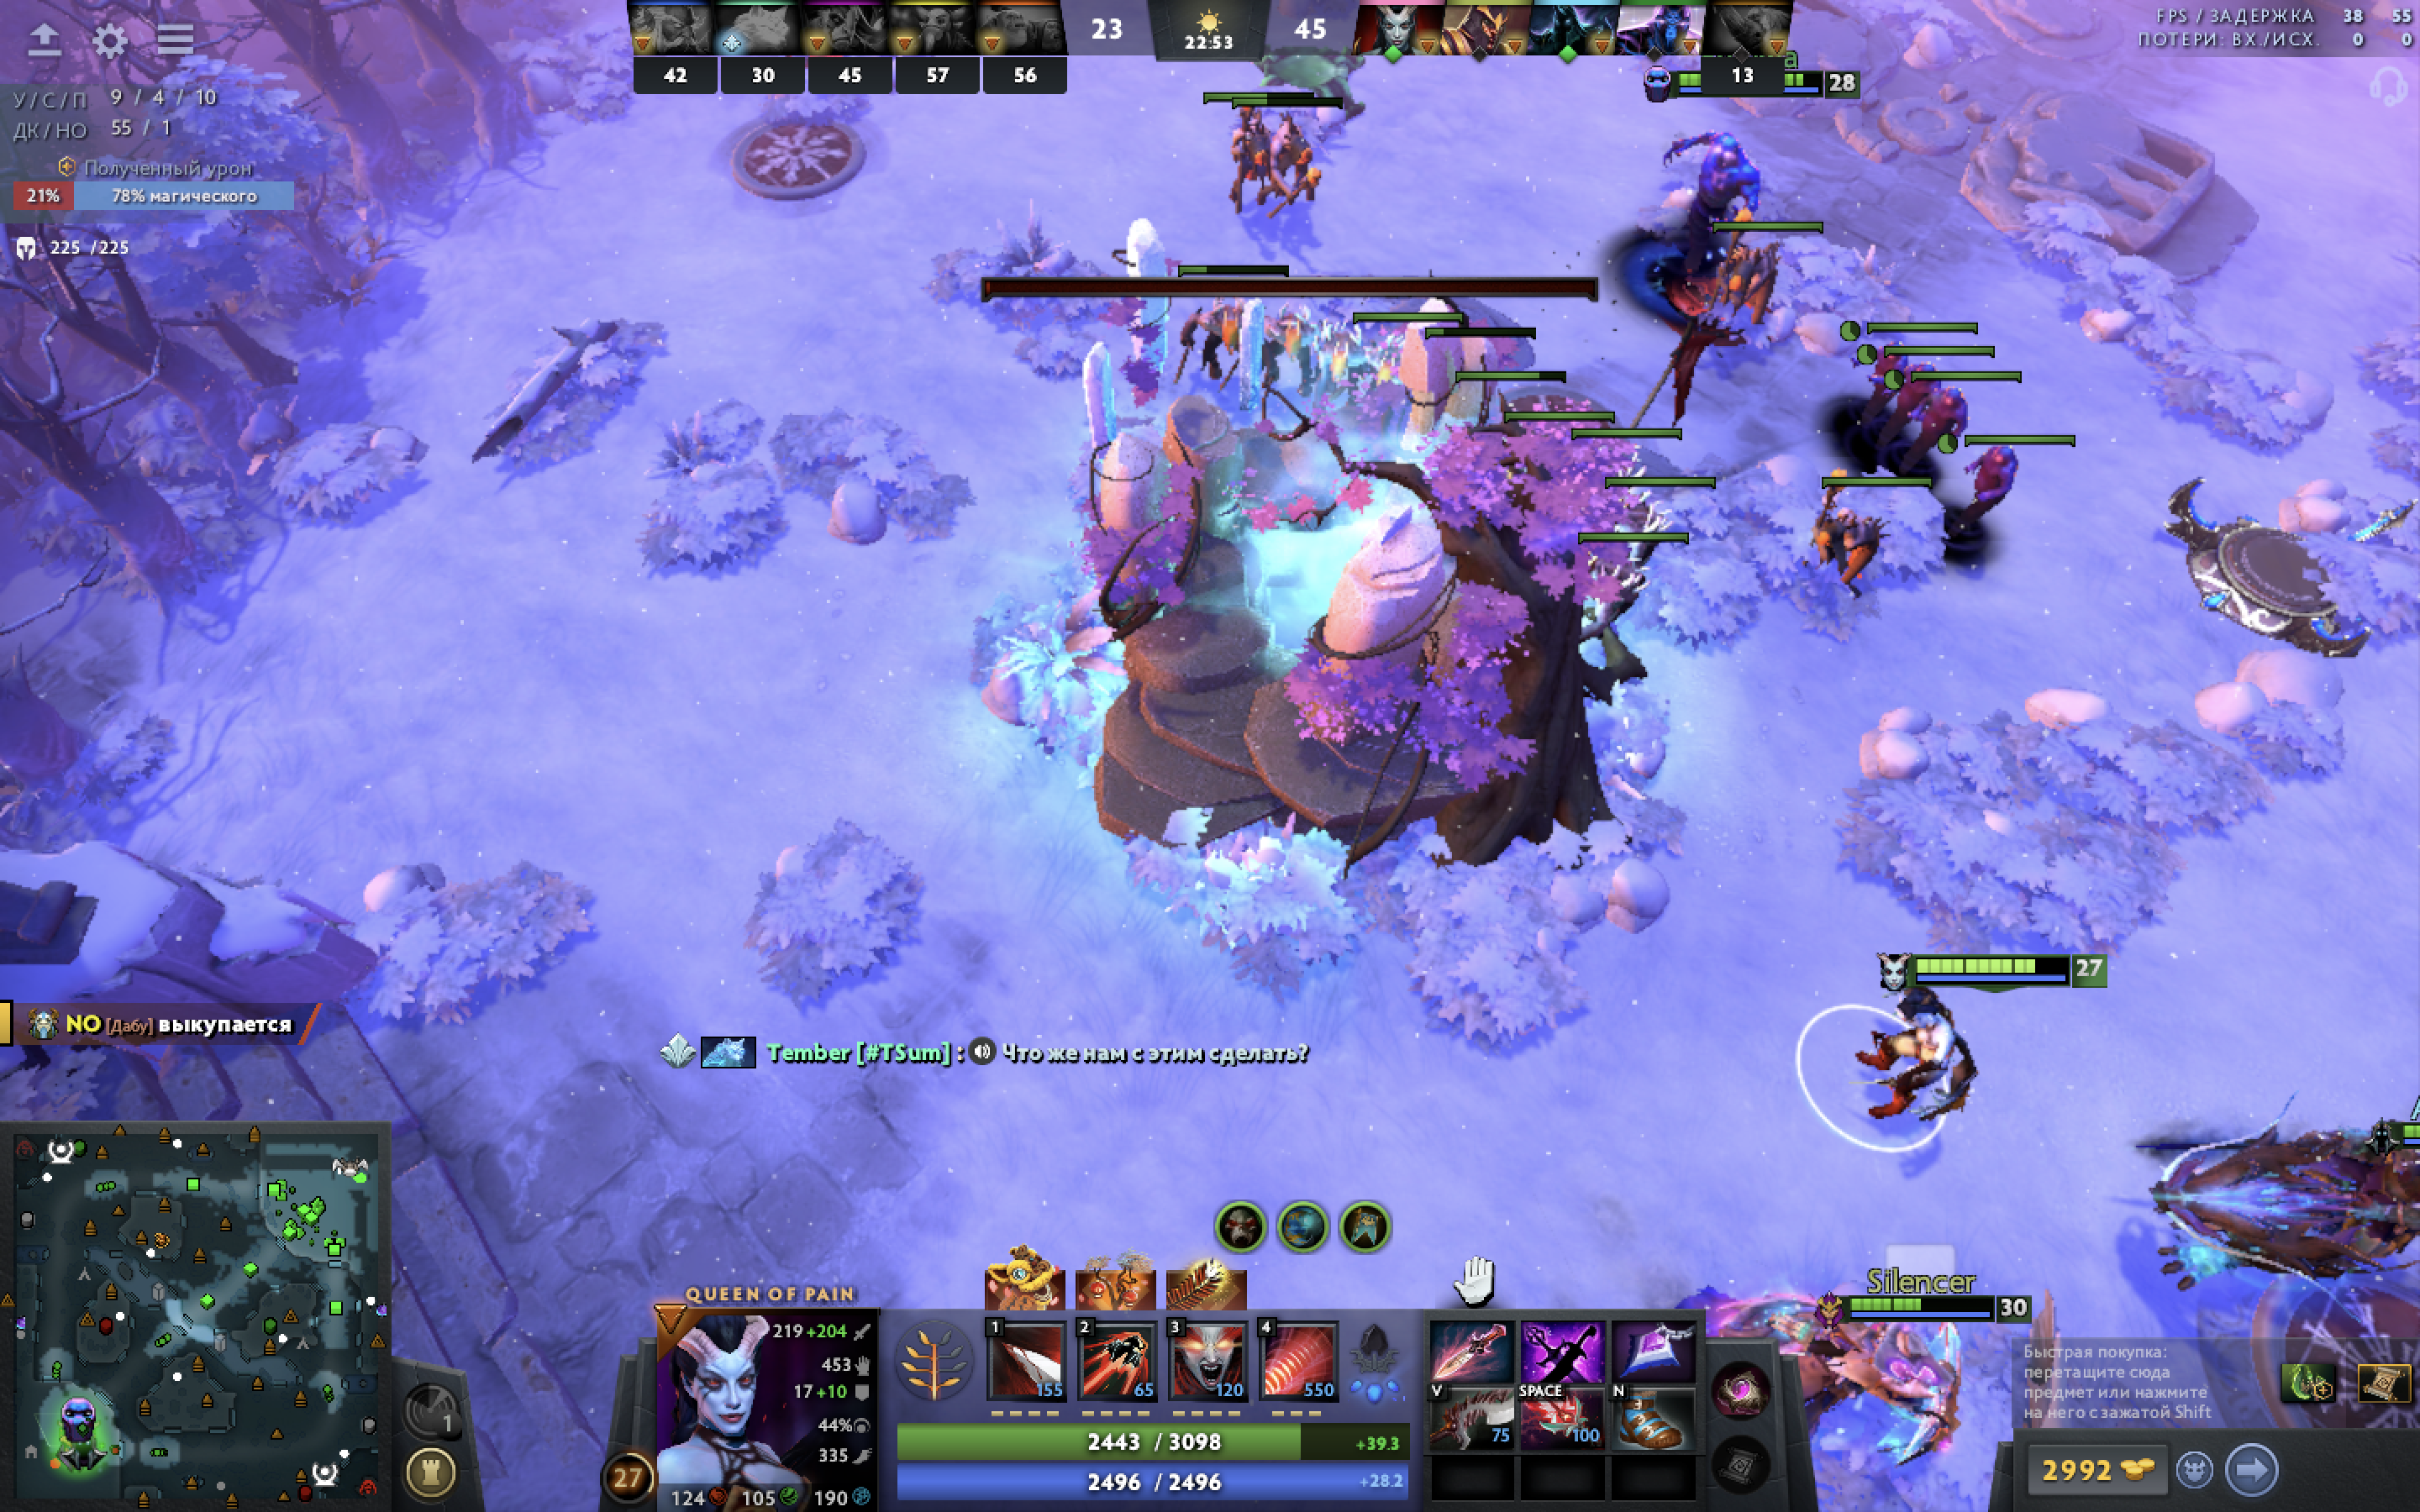 23
22:53
45
FPS / ЗАДЕРЖКА 38 55
ПОТЕРИ: ВХ./ИСХ. 0 0
42 30 45 57 56
13
28
У/С/П 9 / 4 / 10
ДК/НО 55 / 1
Полученный урон
21% 78% магического
225 /225
27
NO [Дабу] выкупается
Tember [#TSum] : Что же нам с этим сделать?
Silencer
30
QUEEN OF PAIN
219 +204
453
17 +10
44%
335
27
124 105 190
1 2 3 4
155 65 120 550
V SPACE N
75 100
2443 / 3098 +39.3
2496 / 2496 +28.2
1
Быстрая покупка:
перетащите сюда
предмет или нажмите
на него с зажатой Shift
2992